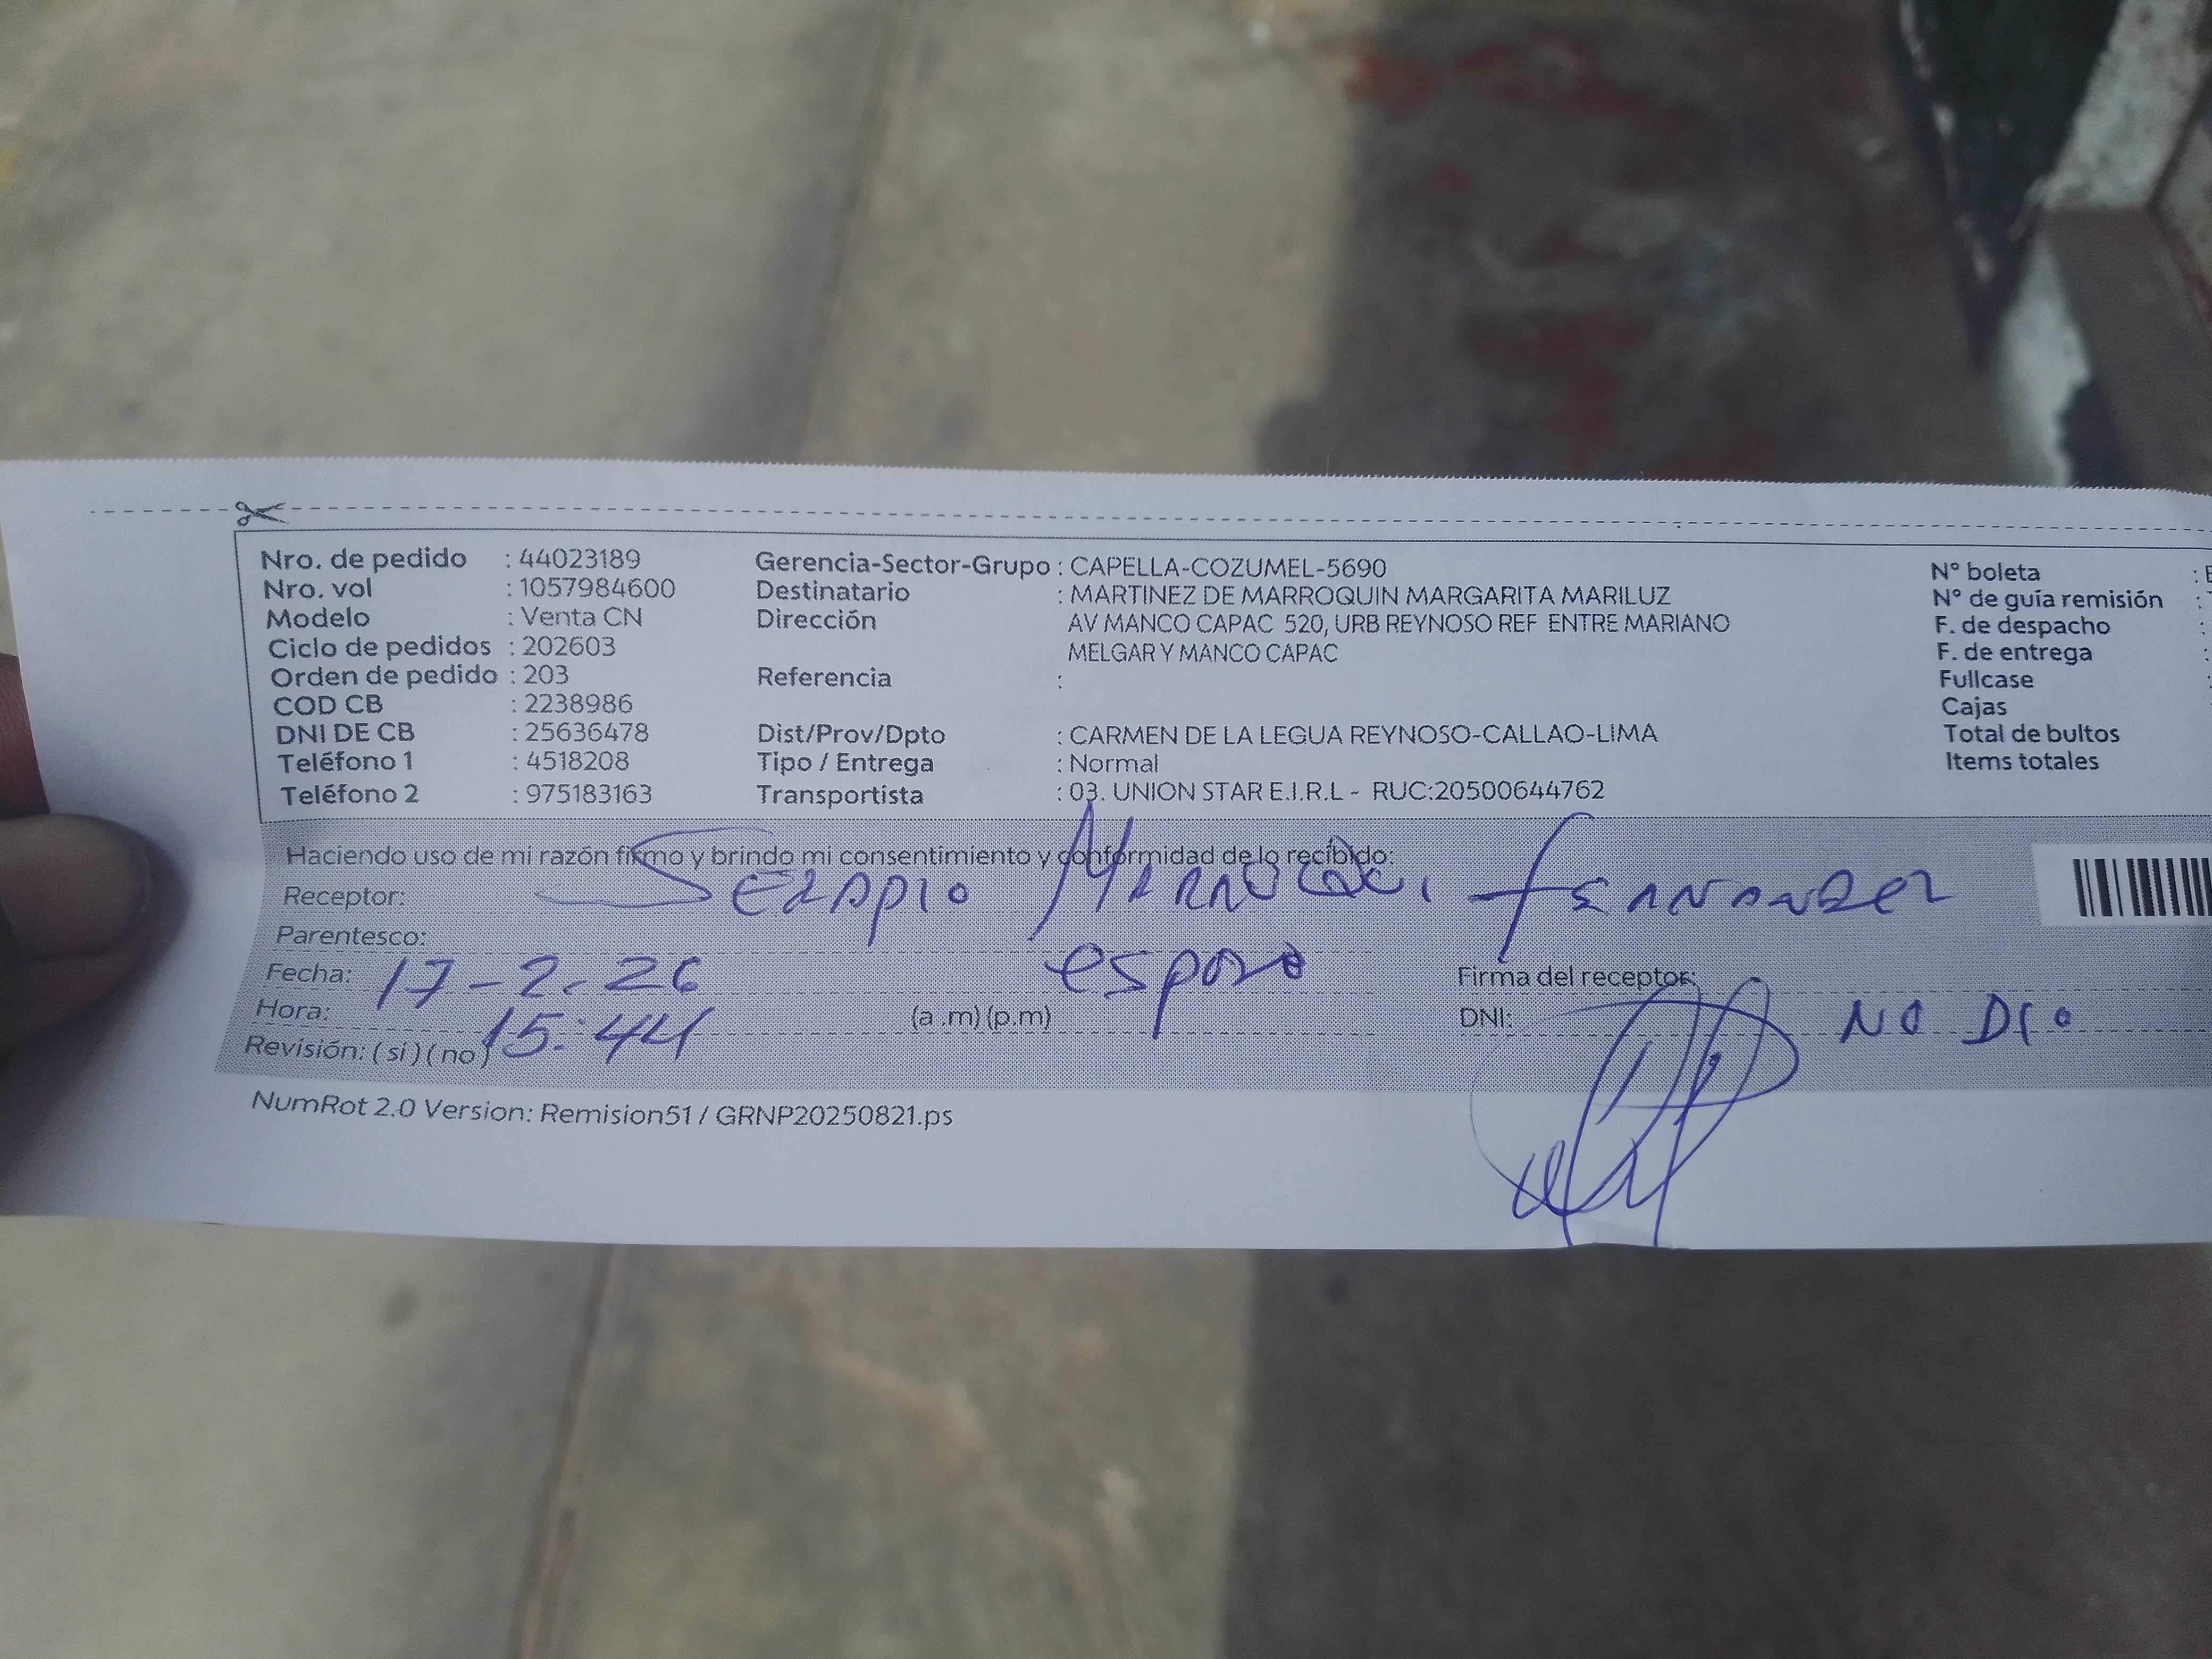 Nro. de pedido : 44023189 Gerencia-Sector-Grupo : CAPELLA-COZUMEL-5690 N° boleta :
Nro. vol : 1057984600 Destinatario : MARTINEZ DE MARROQUIN MARGARITA MARILUZ N° de guía remisión :
Modelo : Venta CN Dirección AV MANCO CAPAC 520, URB REYNOSO REF ENTRE MARIANO F. de despacho :
Ciclo de pedidos : 202603 MELGAR Y MANCO CAPAC F. de entrega :
Orden de pedido : 203 Referencia : Fullcase :
COD CB : 2238986 Cajas
DNI DE CB : 25636478 Dist/Prov/Dpto : CARMEN DE LA LEGUA REYNOSO-CALLAO-LIMA Total de bultos
Teléfono 1 : 4518208 Tipo / Entrega : Normal Items totales
Teléfono 2 : 975183163 Transportista : 03. UNION STAR E.I.R.L - RUC:20500644762
Haciendo uso de mi razón firmo y brindo mi consentimiento y conformidad de lo recibido:
Receptor: SERAPIO
Parentesco: esposo
Fecha: 17-2-26 Firma del receptor:
Hora: 15:44 (a .m) (p.m) DNI: NO DIO
Revisión: ( si ) ( no )
NumRot 2.0 Version: Remision51 / GRNP20250821.ps